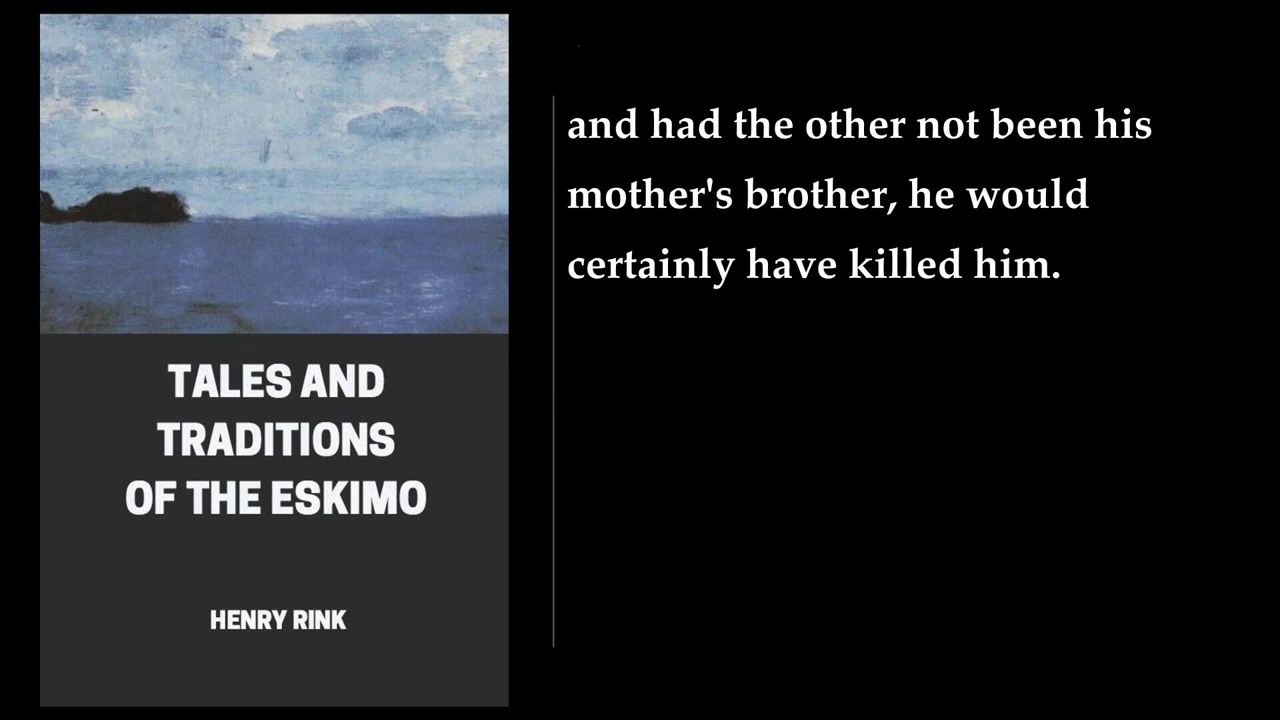 TALES AND
TRADITIONS
OF THE ESKIMO
HENRY RINK
and had the other not been his
mother's brother, he would
certainly have killed him.